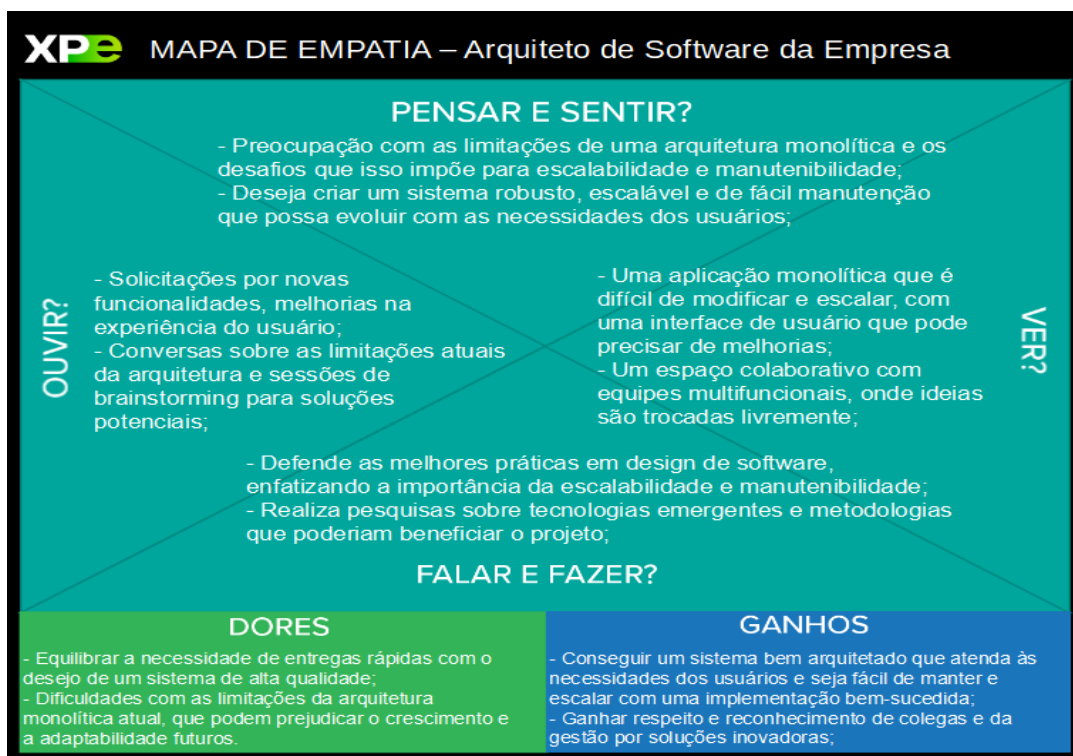 XPe MAPA DE EMPATIA – Arquiteto de Software da Empresa
PENSAR E SENTIR?
- Preocupação com as limitações de uma arquitetura monolítica e os
desafios que isso impõe para escalabilidade e manutenibilidade;
- Deseja criar um sistema robusto, escalável e de fácil manutenção
que possa evoluir com as necessidades dos usuários;
OUVIR?
- Solicitações por novas
funcionalidades, melhorias na
experiência do usuário;
- Conversas sobre as limitações atuais
da arquitetura e sessões de
brainstorming para soluções
potenciais;
- Uma aplicação monolítica que é
difícil de modificar e escalar, com
uma interface de usuário que pode
precisar de melhorias;
- Um espaço colaborativo com
equipes multifuncionais, onde ideias
são trocadas livremente;
VER?
- Defende as melhores práticas em design de software,
enfatizando a importância da escalabilidade e manutenibilidade;
- Realiza pesquisas sobre tecnologias emergentes e metodologias
que poderiam beneficiar o projeto;
FALAR E FAZER?
DORES
- Equilibrar a necessidade de entregas rápidas com o
desejo de um sistema de alta qualidade;
- Dificuldades com as limitações da arquitetura
monolítica atual, que podem prejudicar o crescimento e
a adaptabilidade futuros.
GANHOS
- Conseguir um sistema bem arquitetado que atenda às
necessidades dos usuários e seja fácil de manter e
escalar com uma implementação bem-sucedida;
- Ganhar respeito e reconhecimento de colegas e da
gestão por soluções inovadoras;